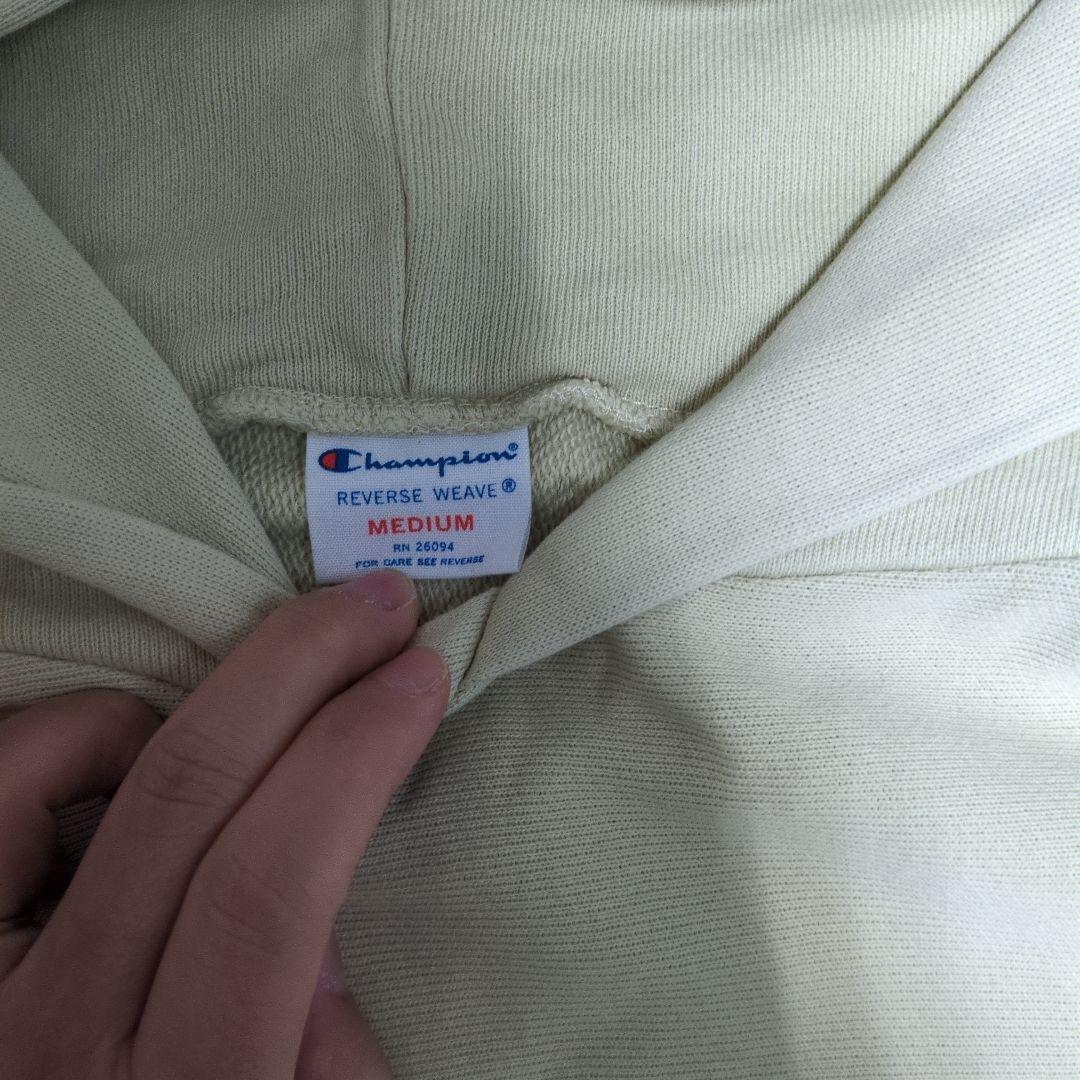 Champion®
REVERSE WEAVE®
MEDIUM
RN 26094
FOR CARE SEE REVERSE